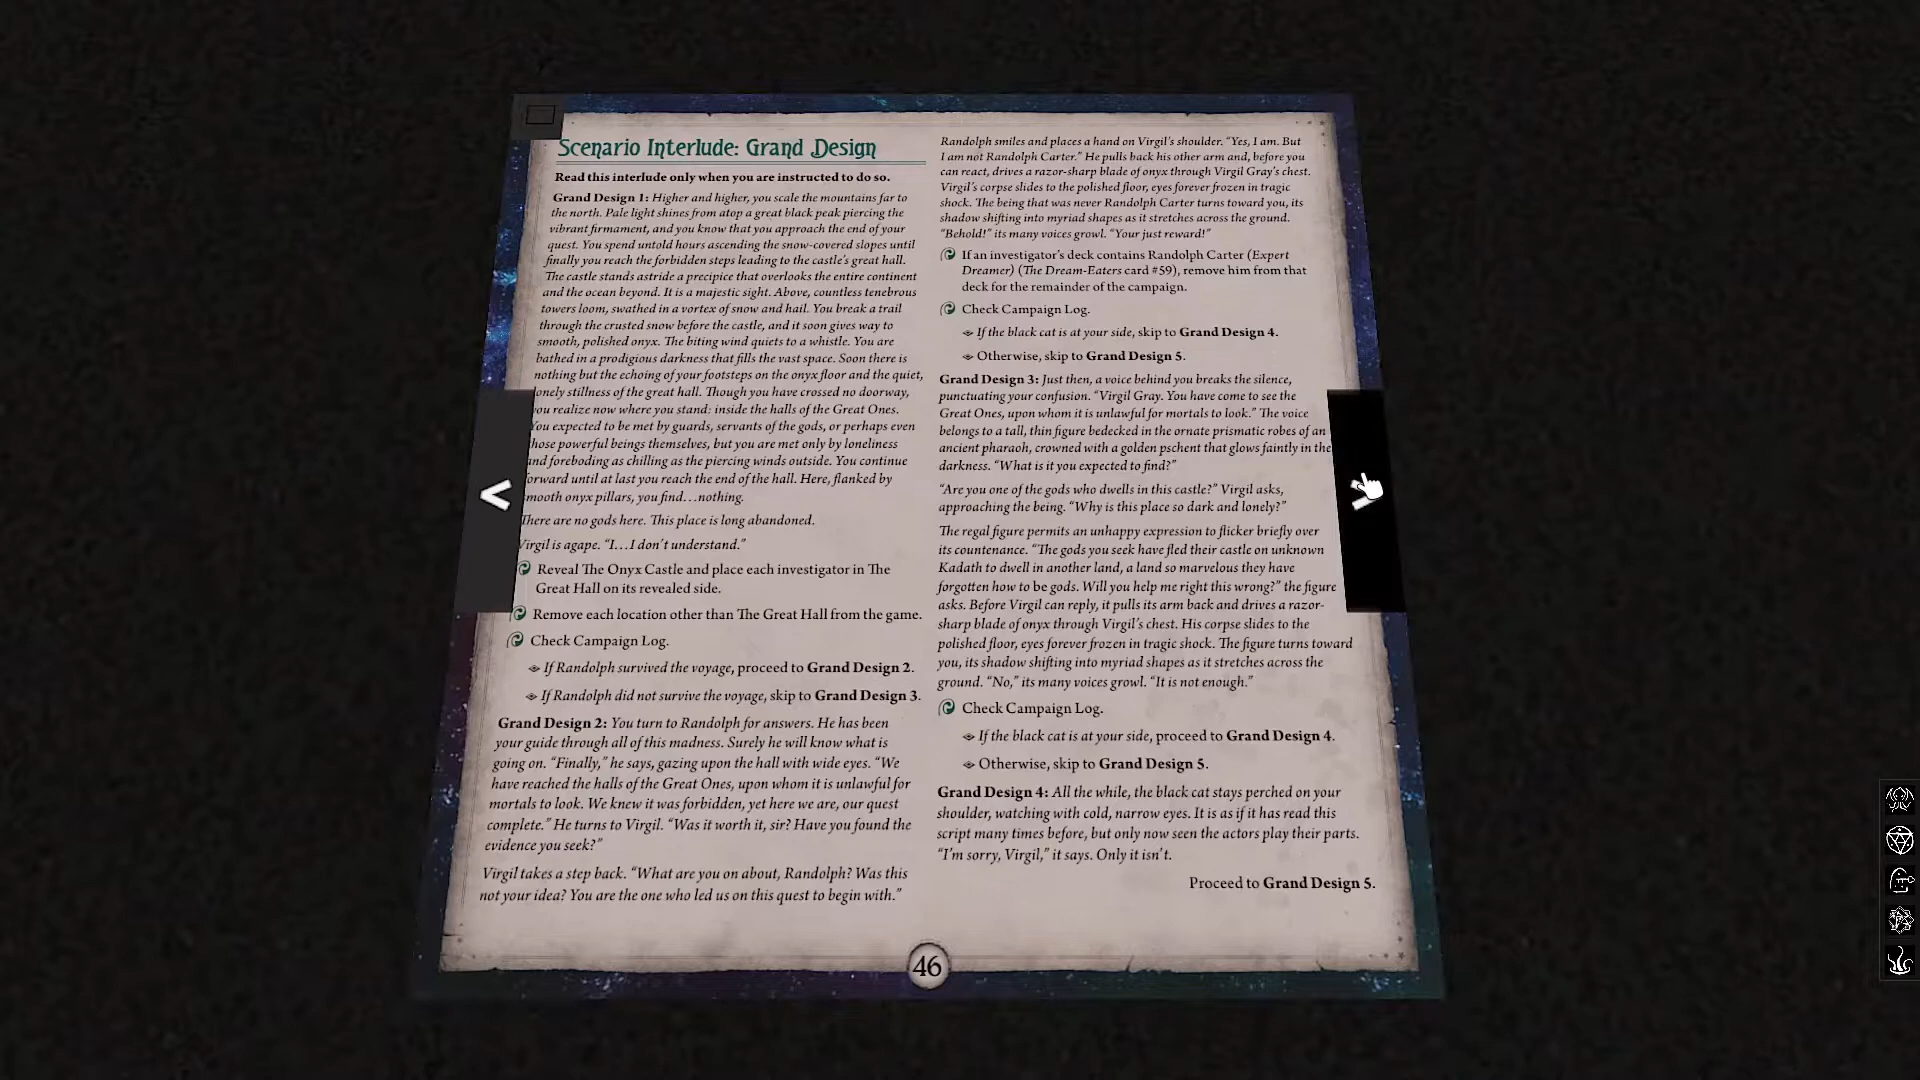 Scenario Interlude: Grand Design
Read this interlude only when you are instructed to do so.
Grand Design 1: Higher and higher, you scale the mountains far to
the north. Pale light shines from atop a great black peak piercing the
vibrant firmament, and you know that you approach the end of your
quest. You spend untold hours ascending the snow-covered slopes until
finally you reach the forbidden steps leading to the castle's great hall.
The castle stands astride a precipice that overlooks the entire continent
and the ocean beyond. It is a majestic sight. Above, countless tenebrous
towers loom, swathed in a vortex of snow and hail. You break a trail
through the crusted snow before the castle, and it soon gives way to
smooth, polished onyx. The biting wind quiets to a whistle. You are
bathed in a prodigious darkness that fills the vast space. Soon there is
nothing but the echoing of your footsteps on the onyx floor and the quiet,
lonely stillness of the great hall. Though you have crossed no doorway,
you realize now where you stand: inside the halls of the Great Ones.
You expected to be met by guards, servants of the gods, or perhaps even
those powerful beings themselves, but you are met only by loneliness
and foreboding as chilling as the piercing winds outside. You continue
forward until at last you reach the end of the hall. Here, flanked by
smooth onyx pillars, you find…nothing.
There are no gods here. This place is long abandoned.
Virgil is agape. “I…I don't understand.”
Reveal The Onyx Castle and place each investigator in The
Great Hall on its revealed side.
Remove each location other than The Great Hall from the game.
Check Campaign Log.
If Randolph survived the voyage, proceed to Grand Design 2.
If Randolph did not survive the voyage, skip to Grand Design 3.
Grand Design 2: You turn to Randolph for answers. He has been
your guide through all of this madness. Surely he will know what is
going on. “Finally,” he says, gazing upon the hall with wide eyes. “We
have reached the halls of the Great Ones, upon whom it is unlawful for
mortals to look. We knew it was forbidden, yet here we are, our quest
complete.” He turns to Virgil. “Was it worth it, sir? Have you found the
evidence you seek?”
Virgil takes a step back. “What are you on about, Randolph? Was this
not your idea? You are the one who led us on this quest to begin with.”
Randolph smiles and places a hand on Virgil's shoulder. “Yes, I am. But
I am not Randolph Carter.” He pulls back his other arm and, before you
can react, drives a razor-sharp blade of onyx through Virgil Gray's chest.
Virgil's corpse slides to the polished floor, eyes forever frozen in tragic
shock. The being that was never Randolph Carter turns toward you, its
shadow shifting into myriad shapes as it stretches across the ground.
“Behold!” its many voices growl. “Your just reward!”
If an investigator's deck contains Randolph Carter (Expert
Dreamer) (The Dream-Eaters card #59), remove him from that
deck for the remainder of the campaign.
Check Campaign Log.
If the black cat is at your side, skip to Grand Design 4.
Otherwise, skip to Grand Design 5.
Grand Design 3: Just then, a voice behind you breaks the silence,
punctuating your confusion. “Virgil Gray. You have come to see the
Great Ones, upon whom it is unlawful for mortals to look.” The voice
belongs to a tall, thin figure bedecked in the ornate prismatic robes of an
ancient pharaoh, crowned with a golden pschent that glows faintly in the
darkness. “What is it you expected to find?”
“Are you one of the gods who dwells in this castle?” Virgil asks,
approaching the being. “Why is this place so dark and lonely?”
The regal figure permits an unhappy expression to flicker briefly over
its countenance. “The gods you seek have fled their castle on unknown
Kadath to dwell in another land, a land so marvelous they have
forgotten how to be gods. Will you help me right this wrong?” the figure
asks. Before Virgil can reply, it pulls its arm back and drives a razor-
sharp blade of onyx through Virgil's chest. His corpse slides to the
polished floor, eyes forever frozen in tragic shock. The figure turns toward
you, its shadow shifting into myriad shapes as it stretches across the
ground. “No,” its many voices growl. “It is not enough.”
Check Campaign Log.
If the black cat is at your side, proceed to Grand Design 4.
Otherwise, skip to Grand Design 5.
Grand Design 4: All the while, the black cat stays perched on your
shoulder, watching with cold, narrow eyes. It is as if it has read this
script many times before, but only now seen the actors play their parts.
“I'm sorry, Virgil,” it says. Only it isn't.
Proceed to Grand Design 5.
46